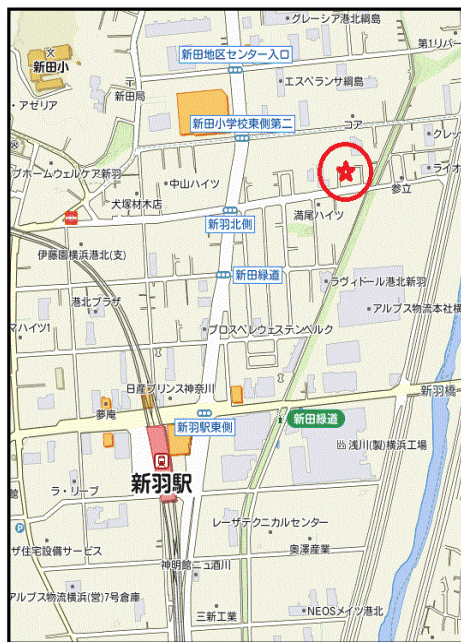 グレーシア港北綱島
第1リバー
新田地区センター入口
新田小
エスペランサ綱島
新田局
アゼリア
コア
新田小学校東側第二
クレッ
ブホームウェルケア新羽
中山ハイツ
ライオ
参立
犬塚材木店
満尾ハイツ
新羽北側
伊藤園横浜港北(支)
新田緑道
ラヴィドール港北新羽
港北プラザ
アルプス物流本社横
マハイツ1
プロスペレウェステンベルク
日産プリンス神奈川
新羽橋
夢庵
新羽駅東側
新田緑道
浅川(製)横浜工場
新羽駅
ラ・リーブ
レーザテクニカルセンター
ザ住宅設備サービス
奥澤産業
神明館ニュ酒川
アルプス物流(営)7号倉庫
三新工業
NEOSメイツ港北